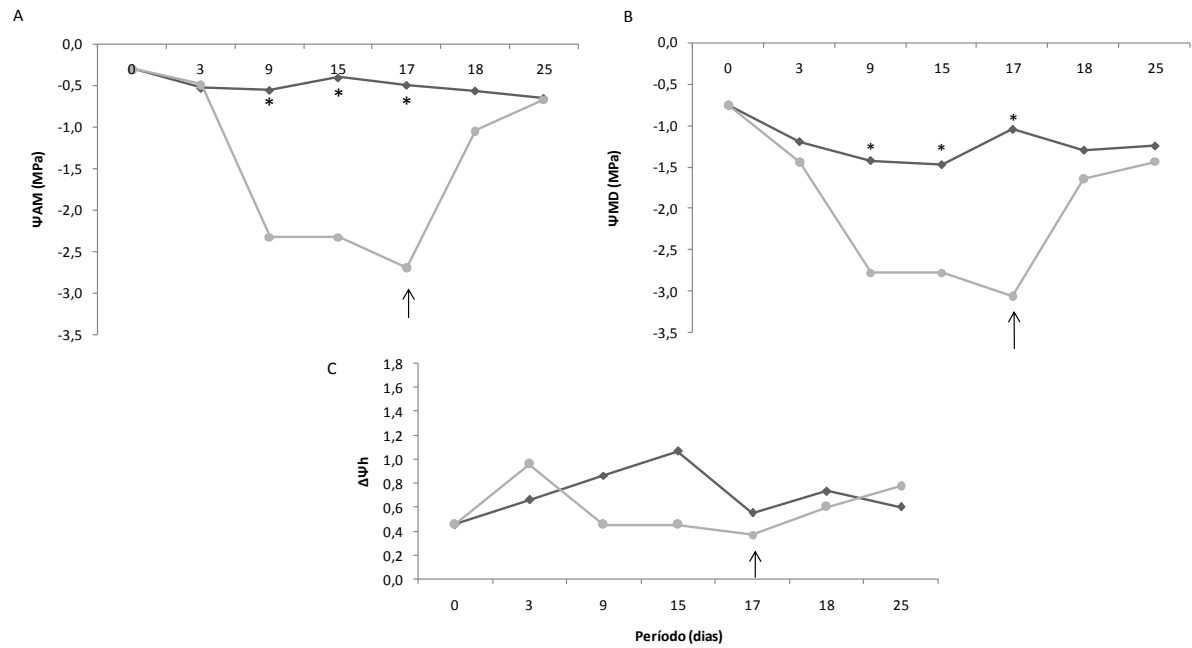 A
0,0
-0,5
-1,0
-1,5
-2,0
-2,5
-3,0
-3,5
ΨAM (MPa)
0 3 9 15 17 18 25
* * *
B
0,0
-0,5
-1,0
-1,5
-2,0
-2,5
-3,0
-3,5
ΨMD (MPa)
0 3 9 15 17 18 25
* * *
C
1,8
1,6
1,4
1,2
1,0
0,8
0,6
0,4
0,2
0,0
ΔΨh
0 3 9 15 17 18 25
Período (dias)